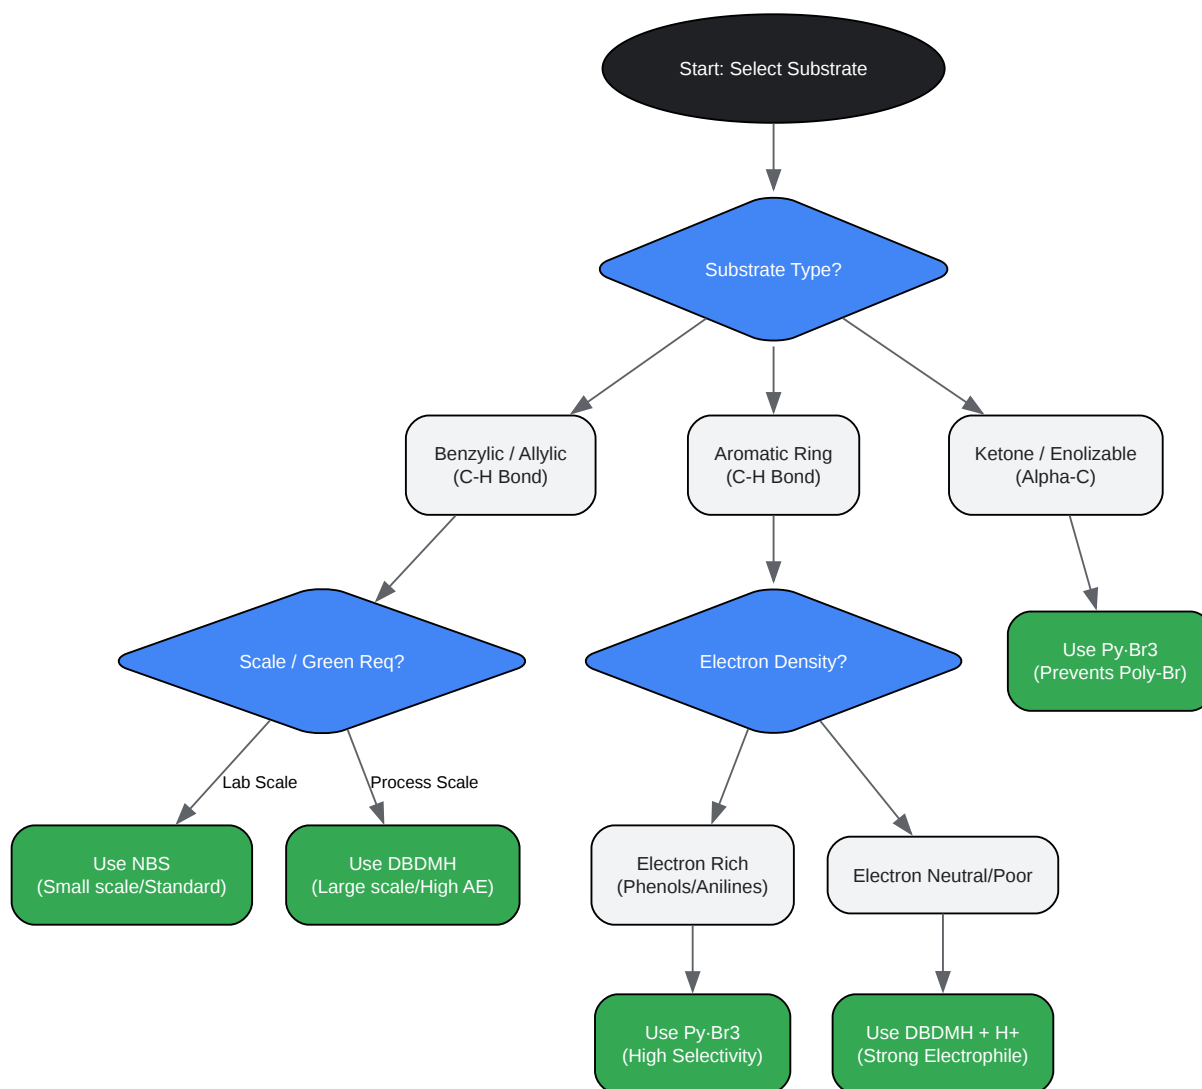 Start: Select Substrate
Substrate Type?
Benzylic / Allylic
(C-H Bond)
Aromatic Ring
(C-H Bond)
Ketone / Enolizable
(Alpha-C)
Scale / Green Req?
Electron Density?
Use Py·Br3
(Prevents Poly-Br)
Lab Scale
Process Scale
Use NBS
(Small scale/Standard)
Use DBDMH
(Large scale/High AE)
Electron Rich
(Phenols/Anilines)
Electron Neutral/Poor
Use Py·Br3
(High Selectivity)
Use DBDMH + H+
(Strong Electrophile)